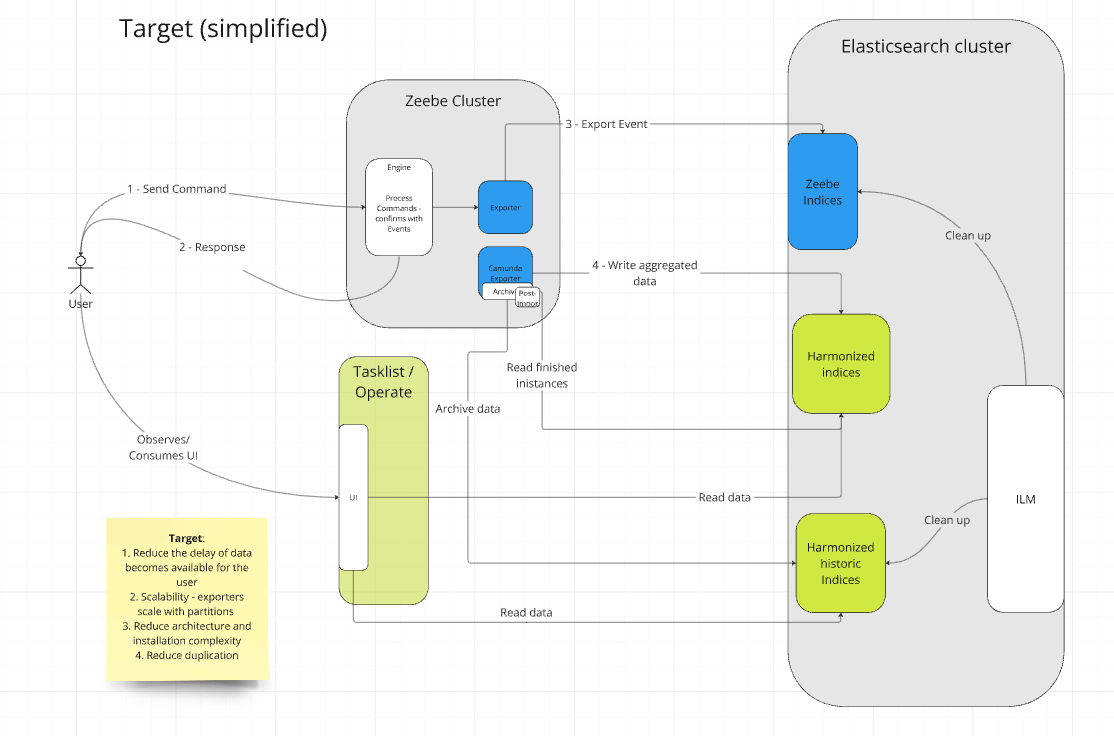 Target (simplified)
Elasticsearch cluster
Zeebe Cluster
3 - Export Event
Engine
Process
Commands -
confirms with
Events
Exporter
Zeebe
Indices
1 - Send Command
2 - Response
Clean up
User
Camunda
Exporter
Archiv
Post-
Impor
4 - Write aggregated
data
Harmonized
indices
Tasklist /
Operate
Read finished
inistances
Archive data
Observes/
Consumes UI
UI
Read data
ILM
Clean up
Harmonized
historic
Indices
Read data
Target:
1. Reduce the delay of data
becomes available for the
user
2. Scalability - exporters
scale with partitions
3. Reduce architecture and
installation complexity
4. Reduce duplication